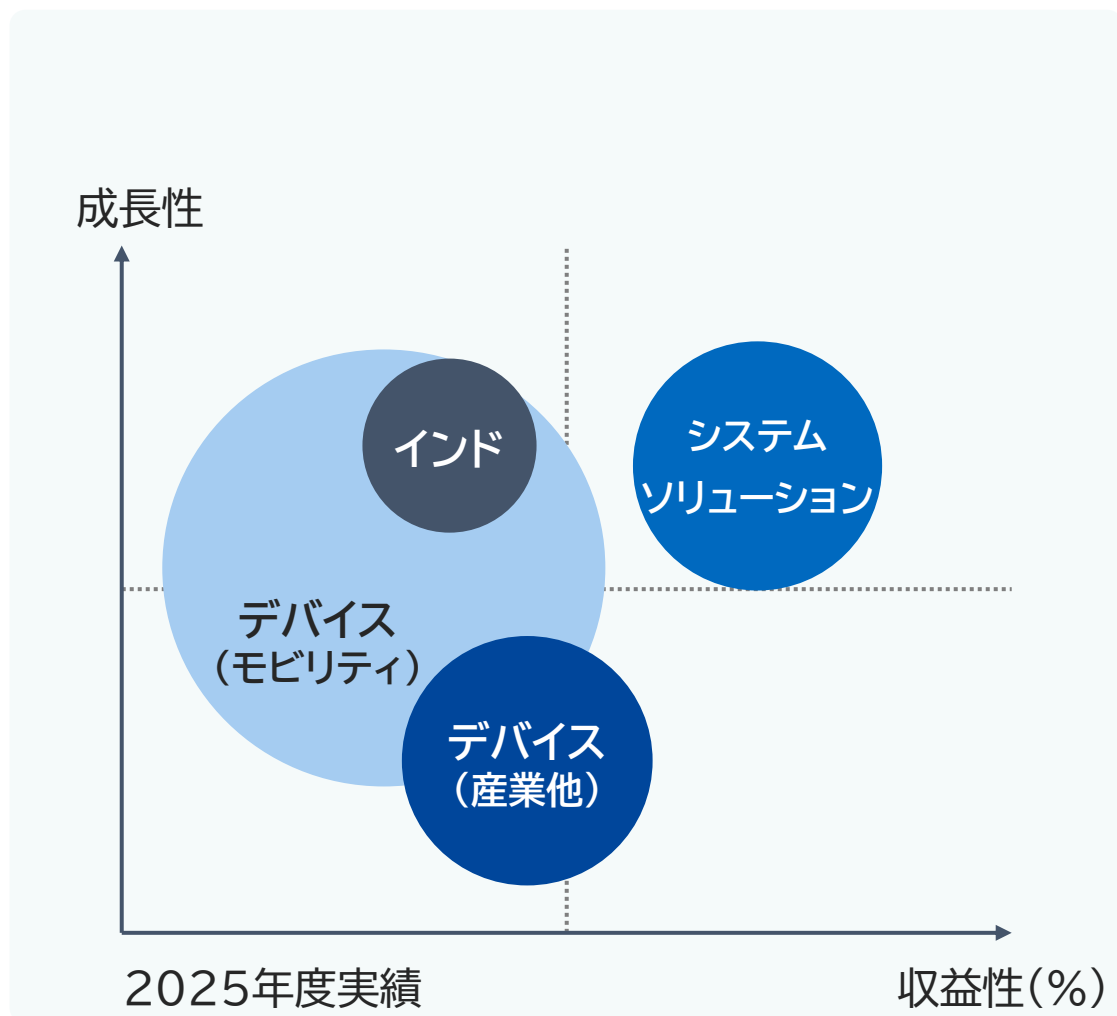 成長性
インド
システム
ソリューション
デバイス
(モビリティ)
デバイス
(産業他)
2025年度実績
収益性(%)